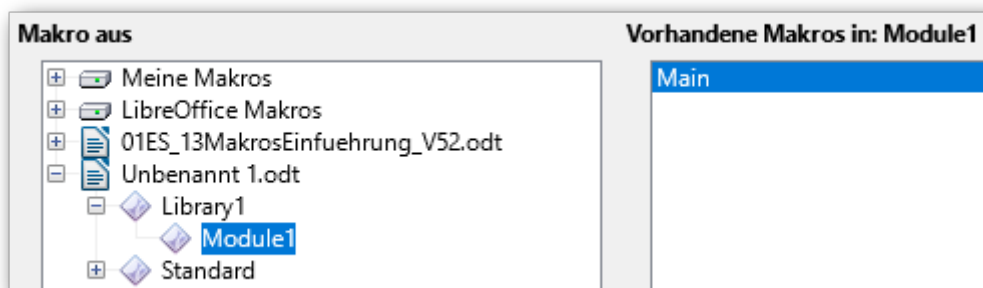 Makro aus
Vorhandene Makros in: Module1
Meine Makros
LibreOffice Makros
01ES_13MakrosEinfuehrung_V52.odt
Unbenannt 1.odt
Library1
Module1
Standard
Main